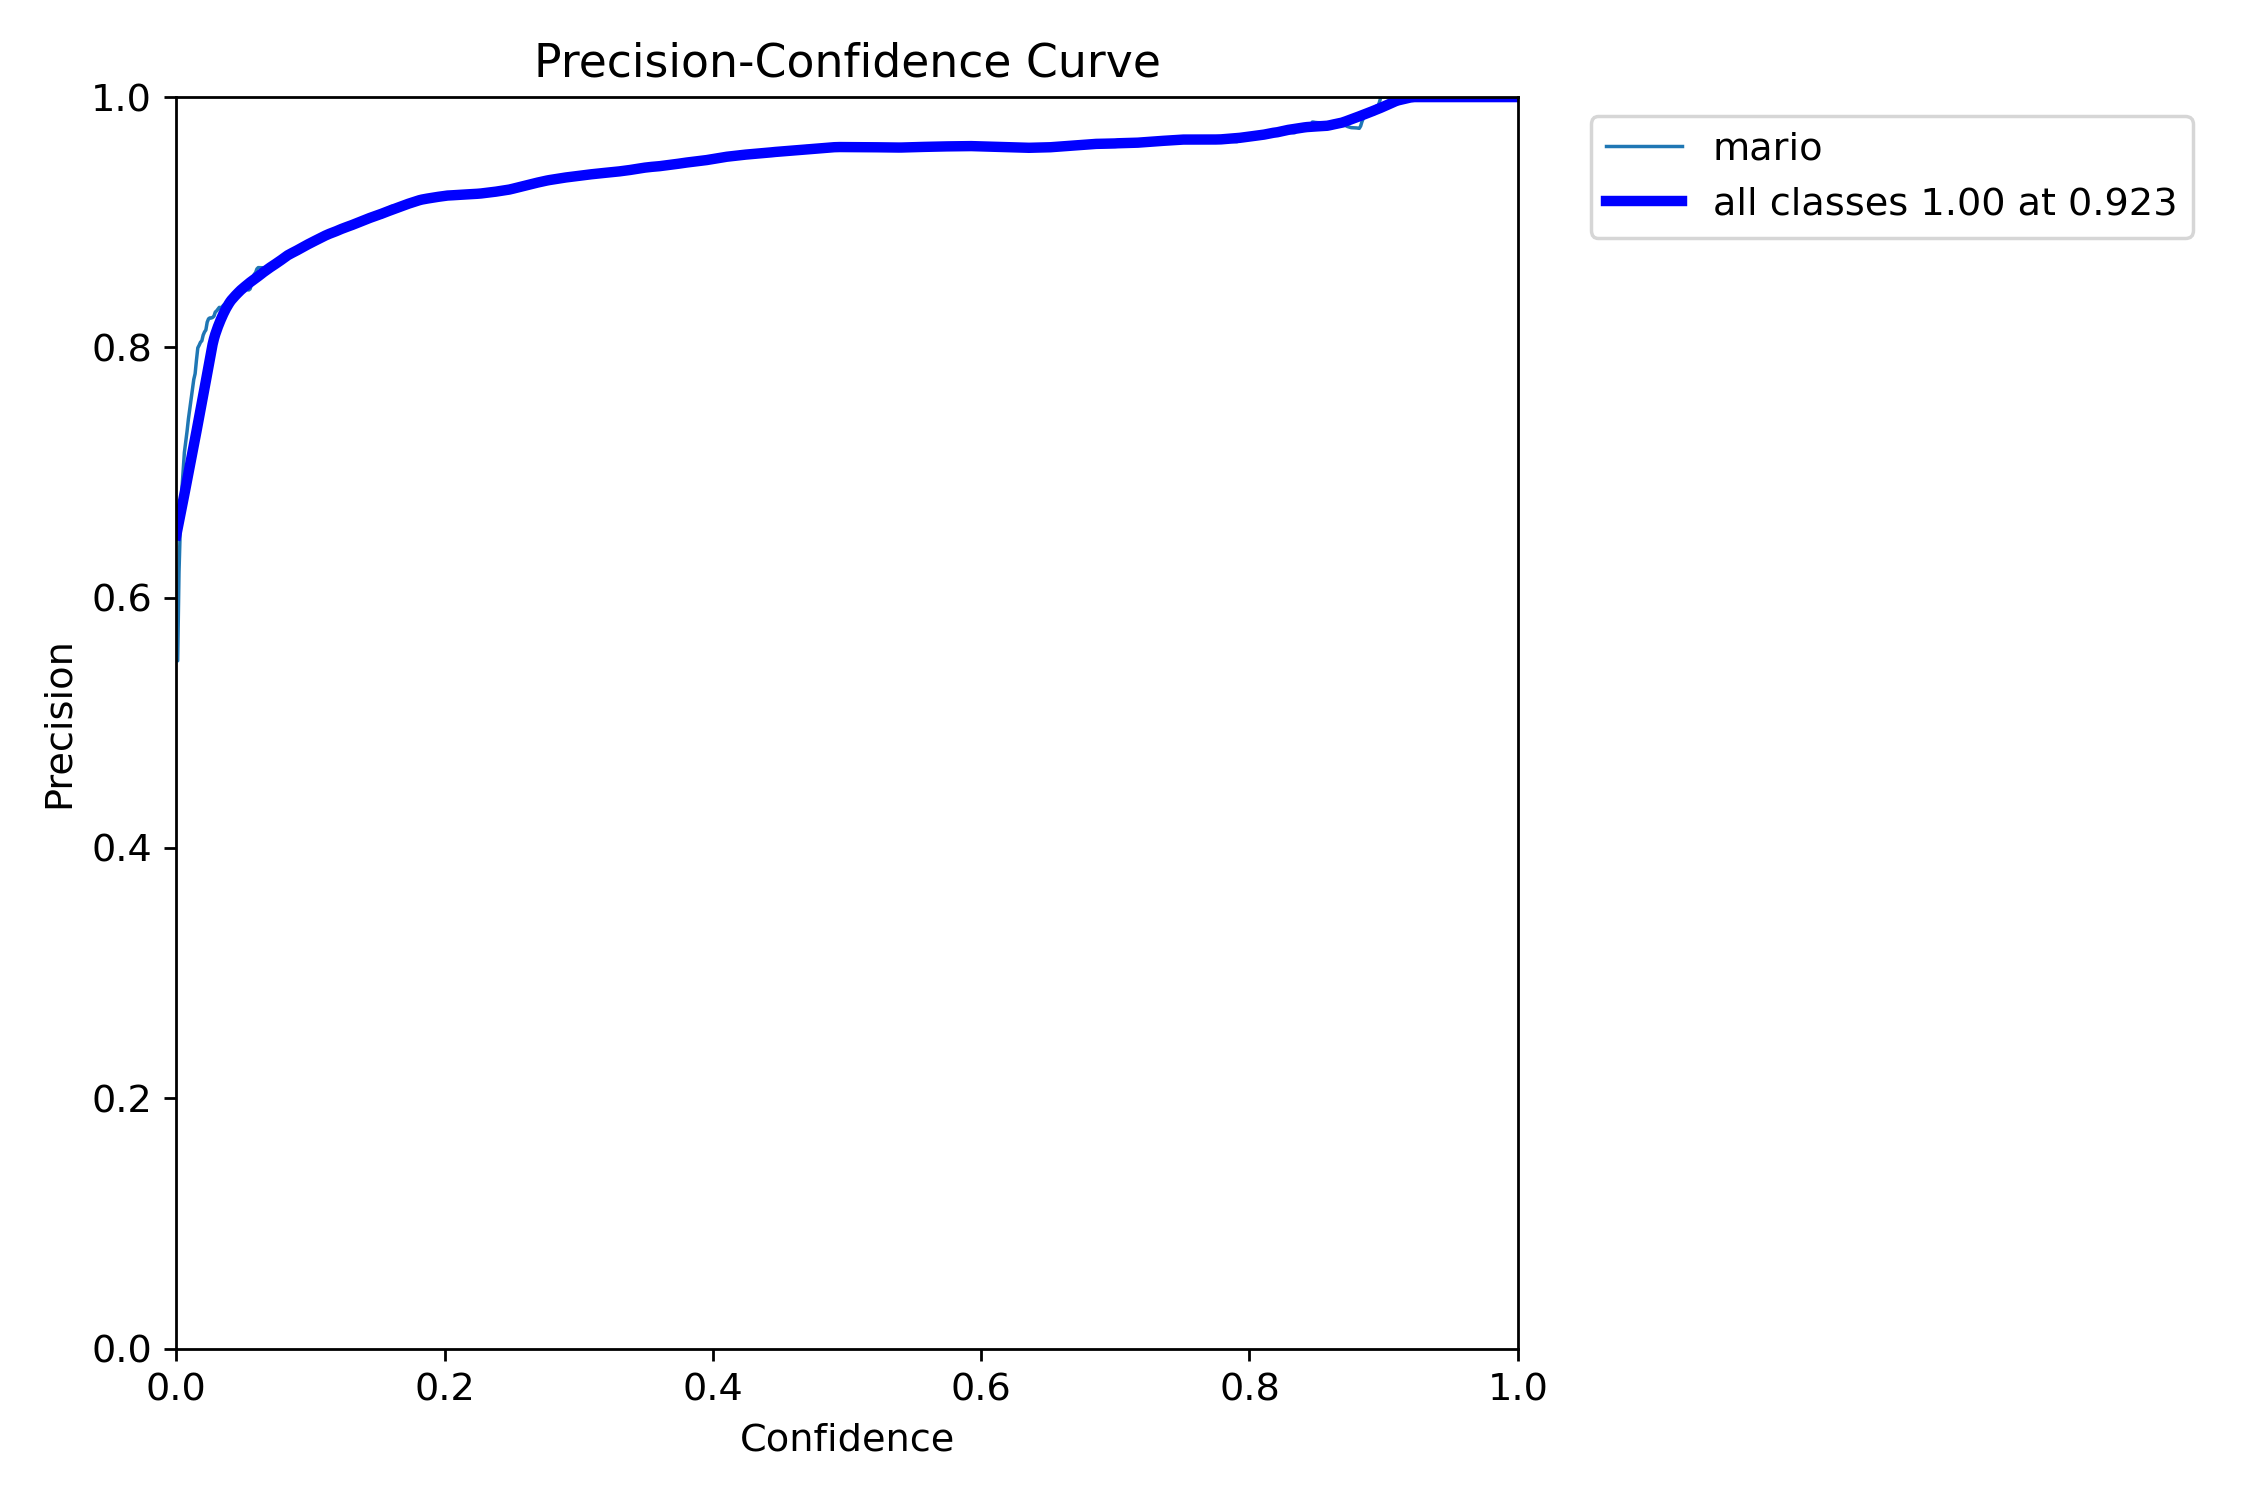 Precision-Confidence Curve
1.0
0.8
0.6
0.4
0.2
0.0
Precision
0.0 0.2 0.4 0.6 0.8 1.0
Confidence
mario
all classes 1.00 at 0.923